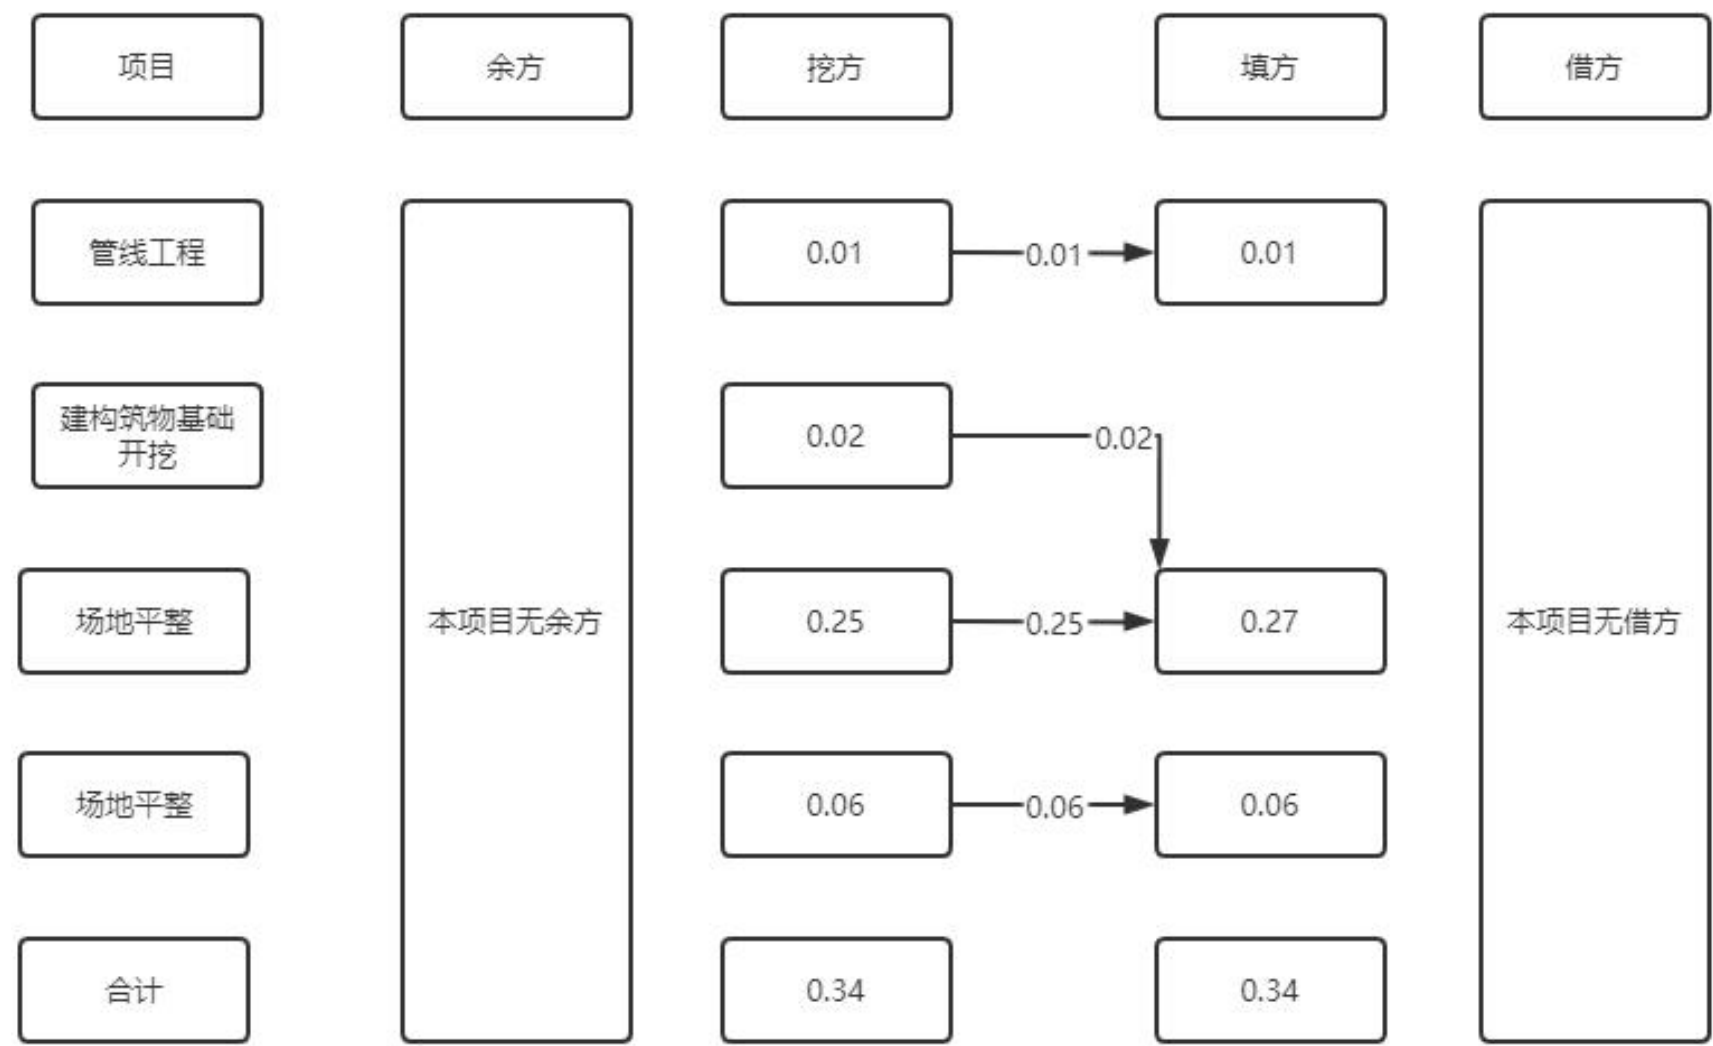 项目
余方
挖方
填方
借方
管线工程
0.01
0.01
0.01
建构筑物基础
开挖
0.02
0.02
场地平整
本项目无余方
0.25
0.25
0.27
本项目无借方
场地平整
0.06
0.06
0.06
合计
0.34
0.34